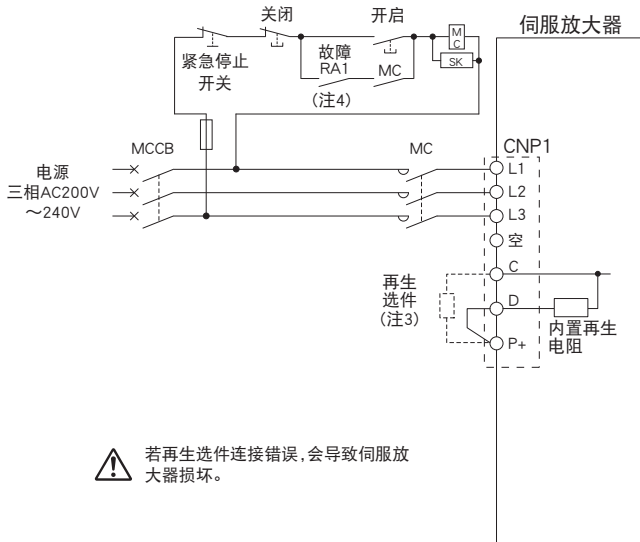 关闭
开启
伺服放大器
紧急停止
开关
故障
RA1
(注4)
MC
M
C
SK
MCCB
MC
CNP1
电源
三相AC200V
～240V
L1
L2
L3
空
再生
选件
(注3)
C
D
P+
内置再生
电阻
若再生选件连接错误,会导致伺服放
大器损坏。